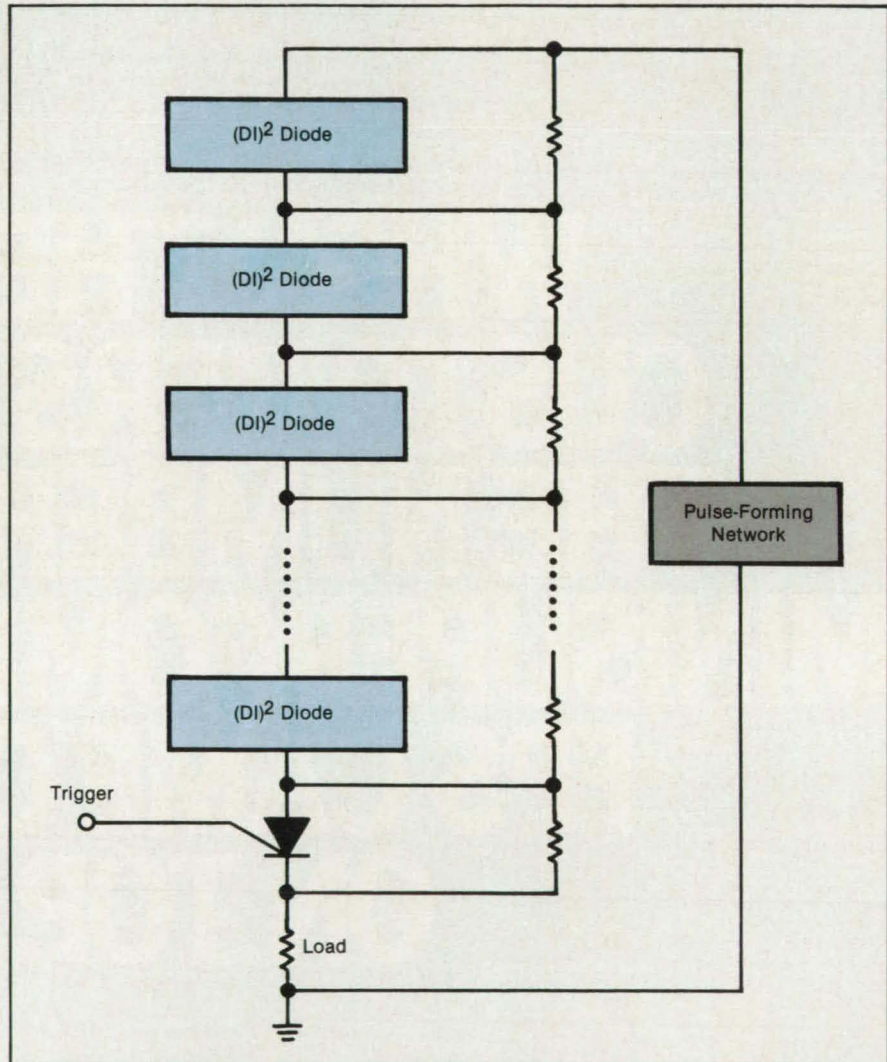 (DI)² Diode
(DI)² Diode
(DI)² Diode
Pulse-Forming
Network
(DI)² Diode
Trigger
Load